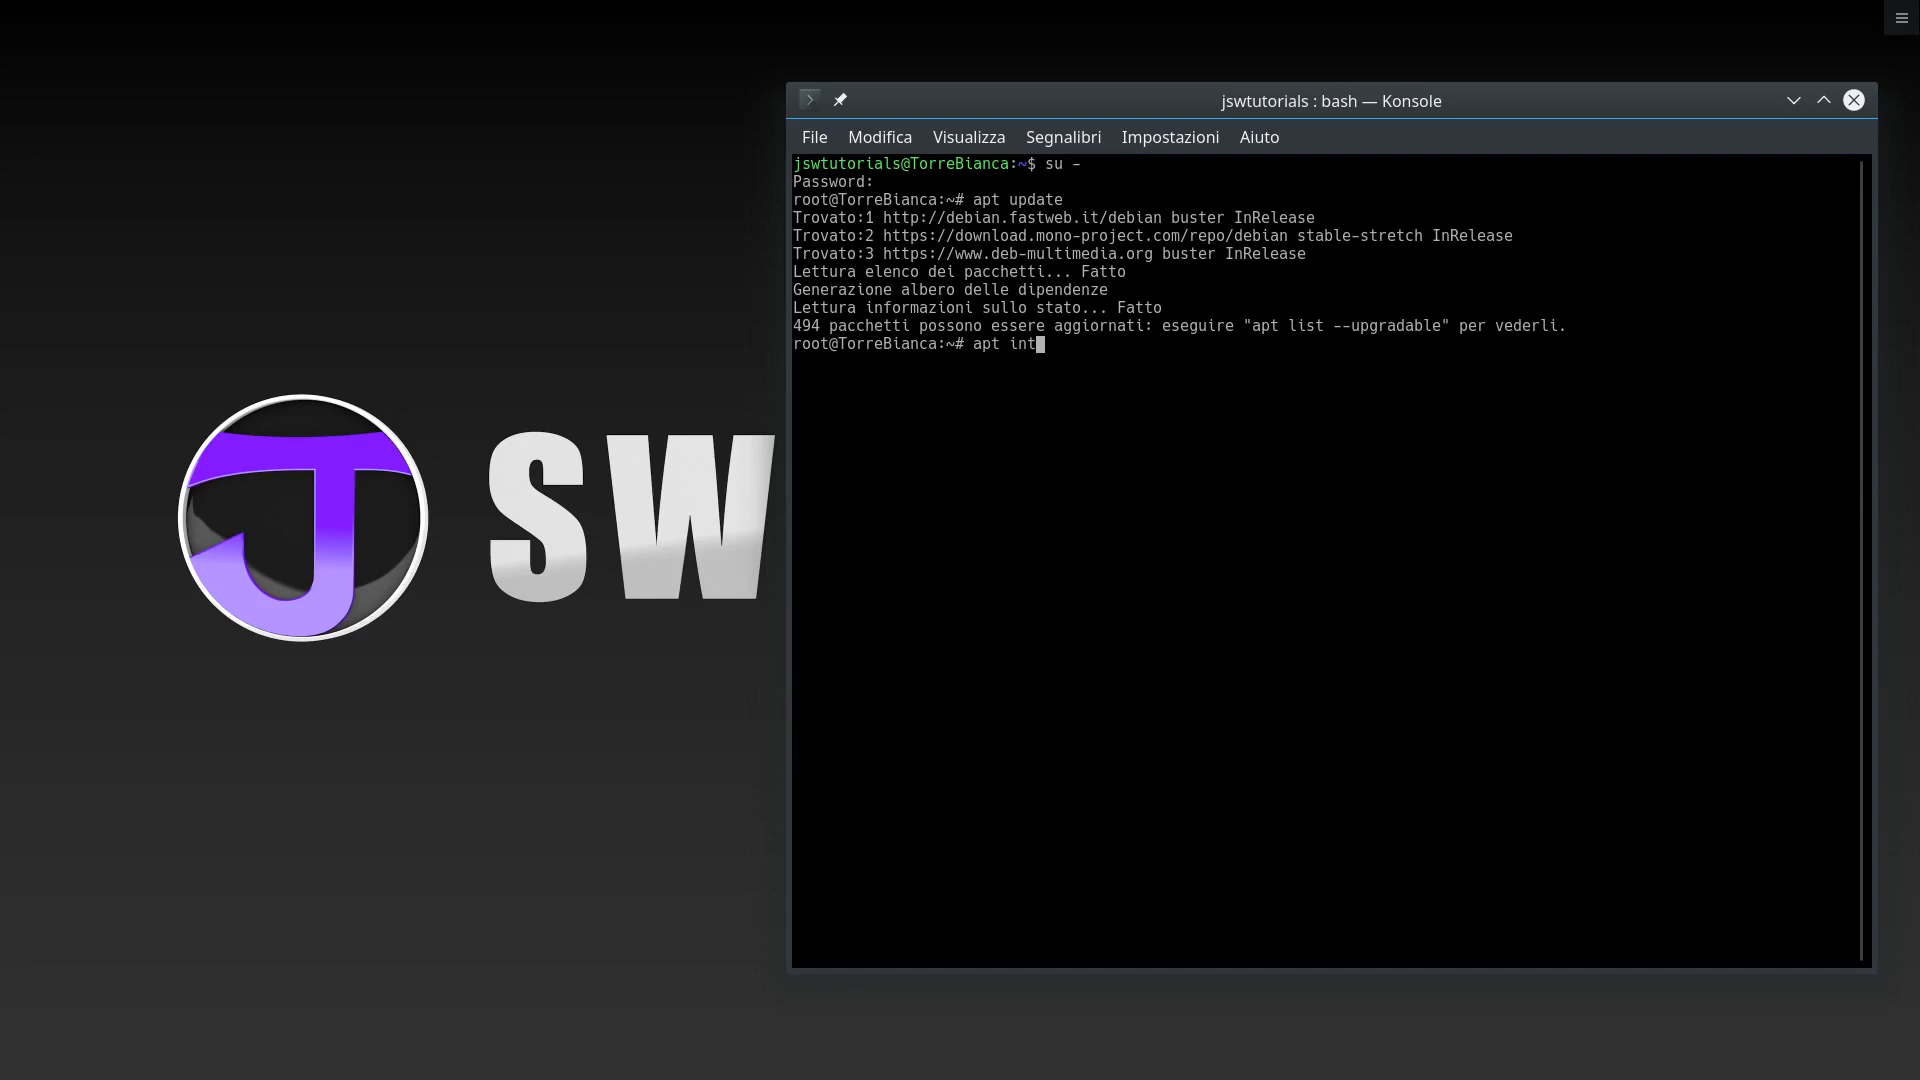 jswtutorials : bash — Konsole
File Modifica Visualizza Segnalibri Impostazioni Aiuto
jswtutorials@TorreBianca:~$ su -
Password:
root@TorreBianca:~# apt update
Trovato:1 http://debian.fastweb.it/debian buster InRelease
Trovato:2 https://download.mono-project.com/repo/debian stable-stretch InRelease
Trovato:3 https://www.deb-multimedia.org buster InRelease
Lettura elenco dei pacchetti... Fatto
Generazione albero delle dipendenze
Lettura informazioni sullo stato... Fatto
494 pacchetti possono essere aggiornati: eseguire "apt list --upgradable" per vederli.
root@TorreBianca:~# apt int
J SW